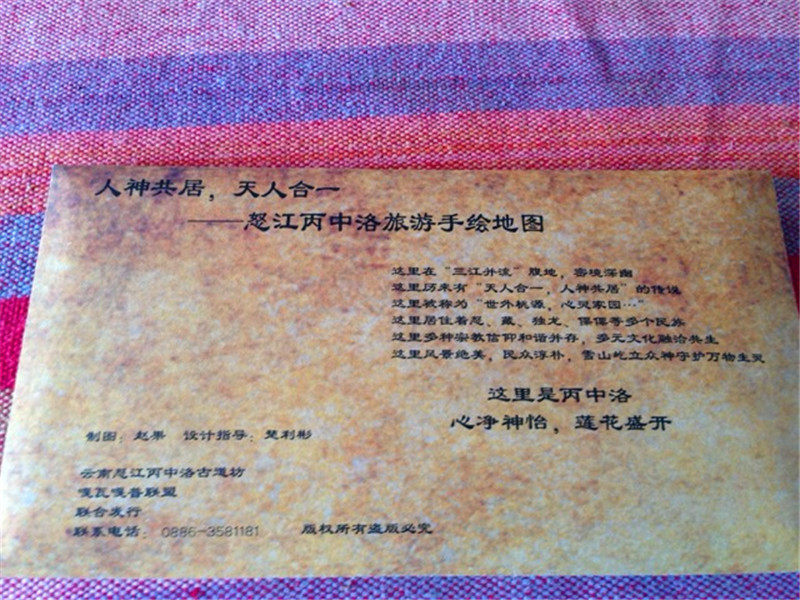 人神共居，天人合一
——怒江丙中洛旅游手绘地图
这里在“三江并流”腹地，密境深幽
这里历来有“天人合一，人神共居”的传说
这里被称为“世外桃源，心灵家园…”
这里居住着怒、藏、独龙、傈僳等多个民族
这里多种宗教信仰和谐并存，多元文化融洽共生
这里风景绝美，民众淳朴，雪山屹立众神守护万物生灵
这里是丙中洛
心净神怡，莲花盛开
制图：赵果 设计指导：楚利彬
云南怒江丙中洛古道坊
嘎瓦嘎普联盟
联合发行
联系电话：0886-3581181 版权所有盗版必究